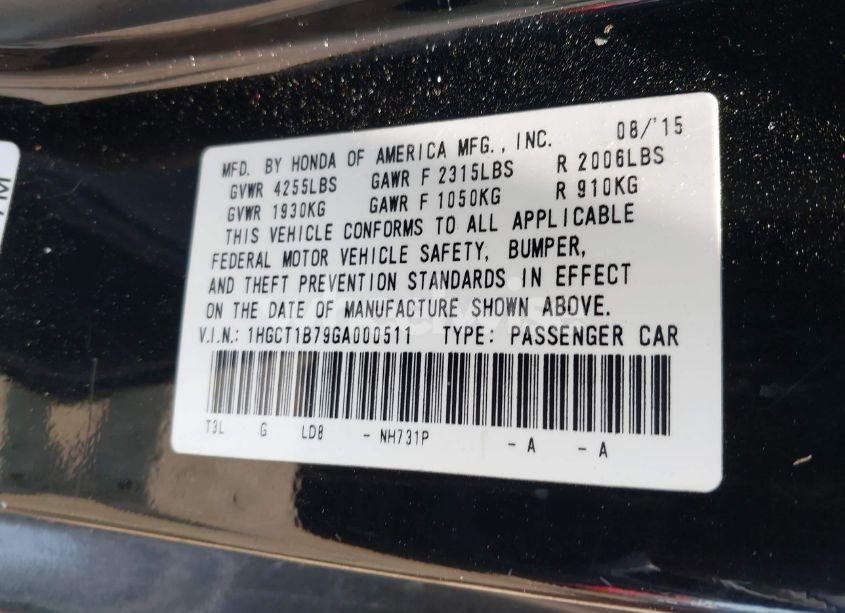 08/'15
MFD. BY HONDA OF AMERICA MFG., INC.
GVWR 4255LBS GAWR F 2315LBS R 2006LBS
GVWR 1930KG GAWR F 1050KG R 910KG
THIS VEHICLE CONFORMS TO ALL APPLICABLE
FEDERAL MOTOR VEHICLE SAFETY, BUMPER,
AND THEFT PREVENTION STANDARDS IN EFFECT
ON THE DATE OF MANUFACTURE SHOWN ABOVE.
V.I.N.: 1HGCT1B79GA000511 TYPE: PASSENGER CAR
T3L G LD8 - NH731P - A - A